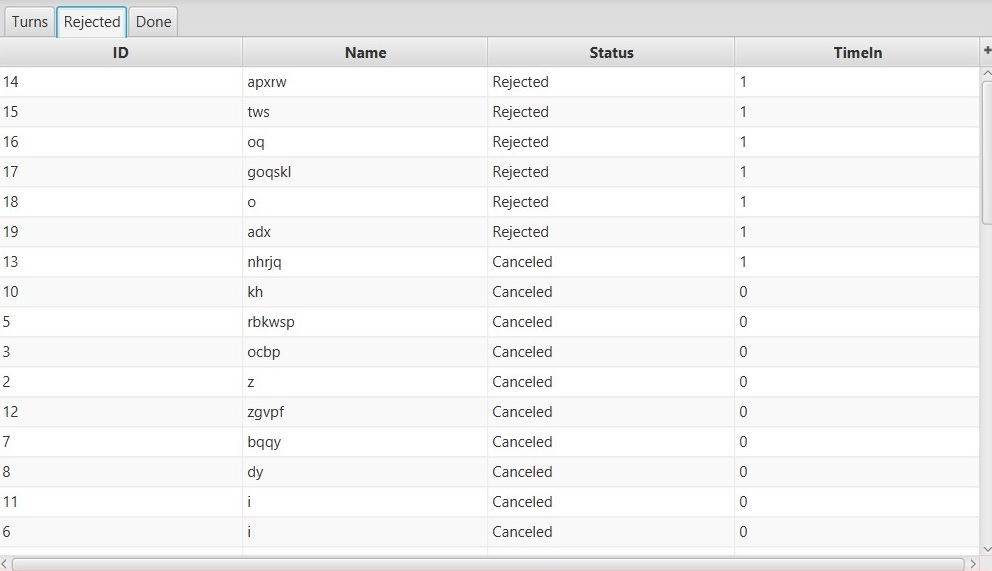 Turns Rejected Done
ID Name Status TimeIn +
14 apxrw Rejected 1
15 tws Rejected 1
16 oq Rejected 1
17 goqskl Rejected 1
18 o Rejected 1
19 adx Rejected 1
13 nhrjq Canceled 1
10 kh Canceled 0
5 rbkwsp Canceled 0
3 ocbp Canceled 0
2 z Canceled 0
12 zgvpf Canceled 0
7 bqqy Canceled 0
8 dy Canceled 0
11 i Canceled 0
6 i Canceled 0